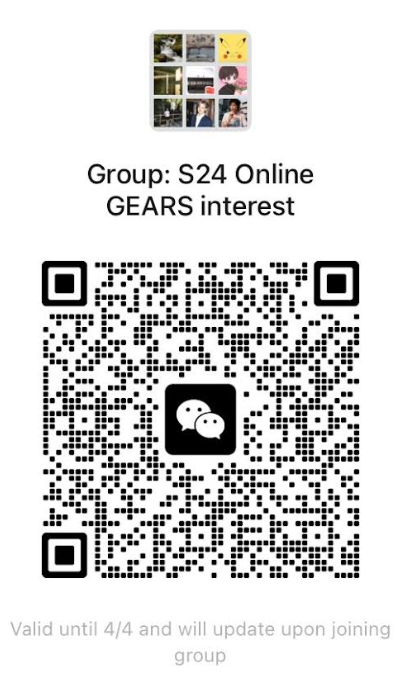 Group: S24 Online
GEARS interest
Valid until 4/4 and will update upon joining
group